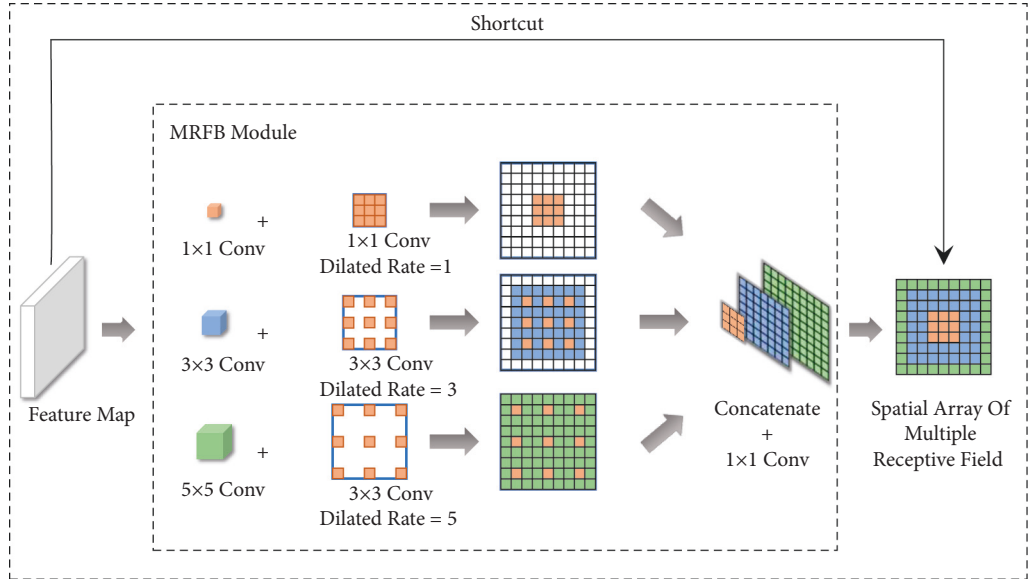 Shortcut
MRFB Module
1×1 Conv
+
1×1 Conv
Dilated Rate =1
3×3 Conv
+
3×3 Conv
Dilated Rate = 3
5×5 Conv
+
3×3 Conv
Dilated Rate = 5
Feature Map
Concatenate
+
1×1 Conv
Spatial Array Of
Multiple
Receptive Field